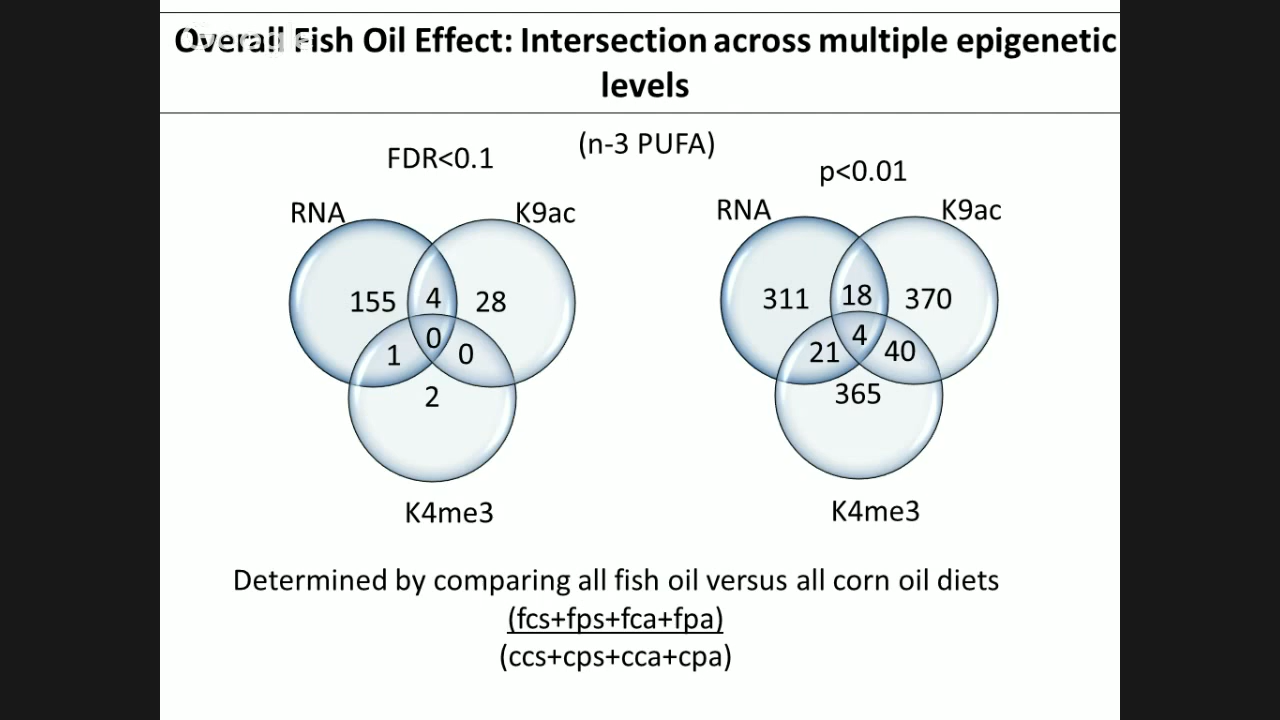 Google
Overall Fish Oil Effect: Intersection across multiple epigenetic
levels
(n-3 PUFA)
FDR<0.1
RNA
K9ac
155
4
28
0
1
0
2
K4me3
p<0.01
RNA
K9ac
311
18
370
4
21
40
365
K4me3
Determined by comparing all fish oil versus all corn oil diets
(fcs+fps+fca+fpa)
(ccs+cps+cca+cpa)